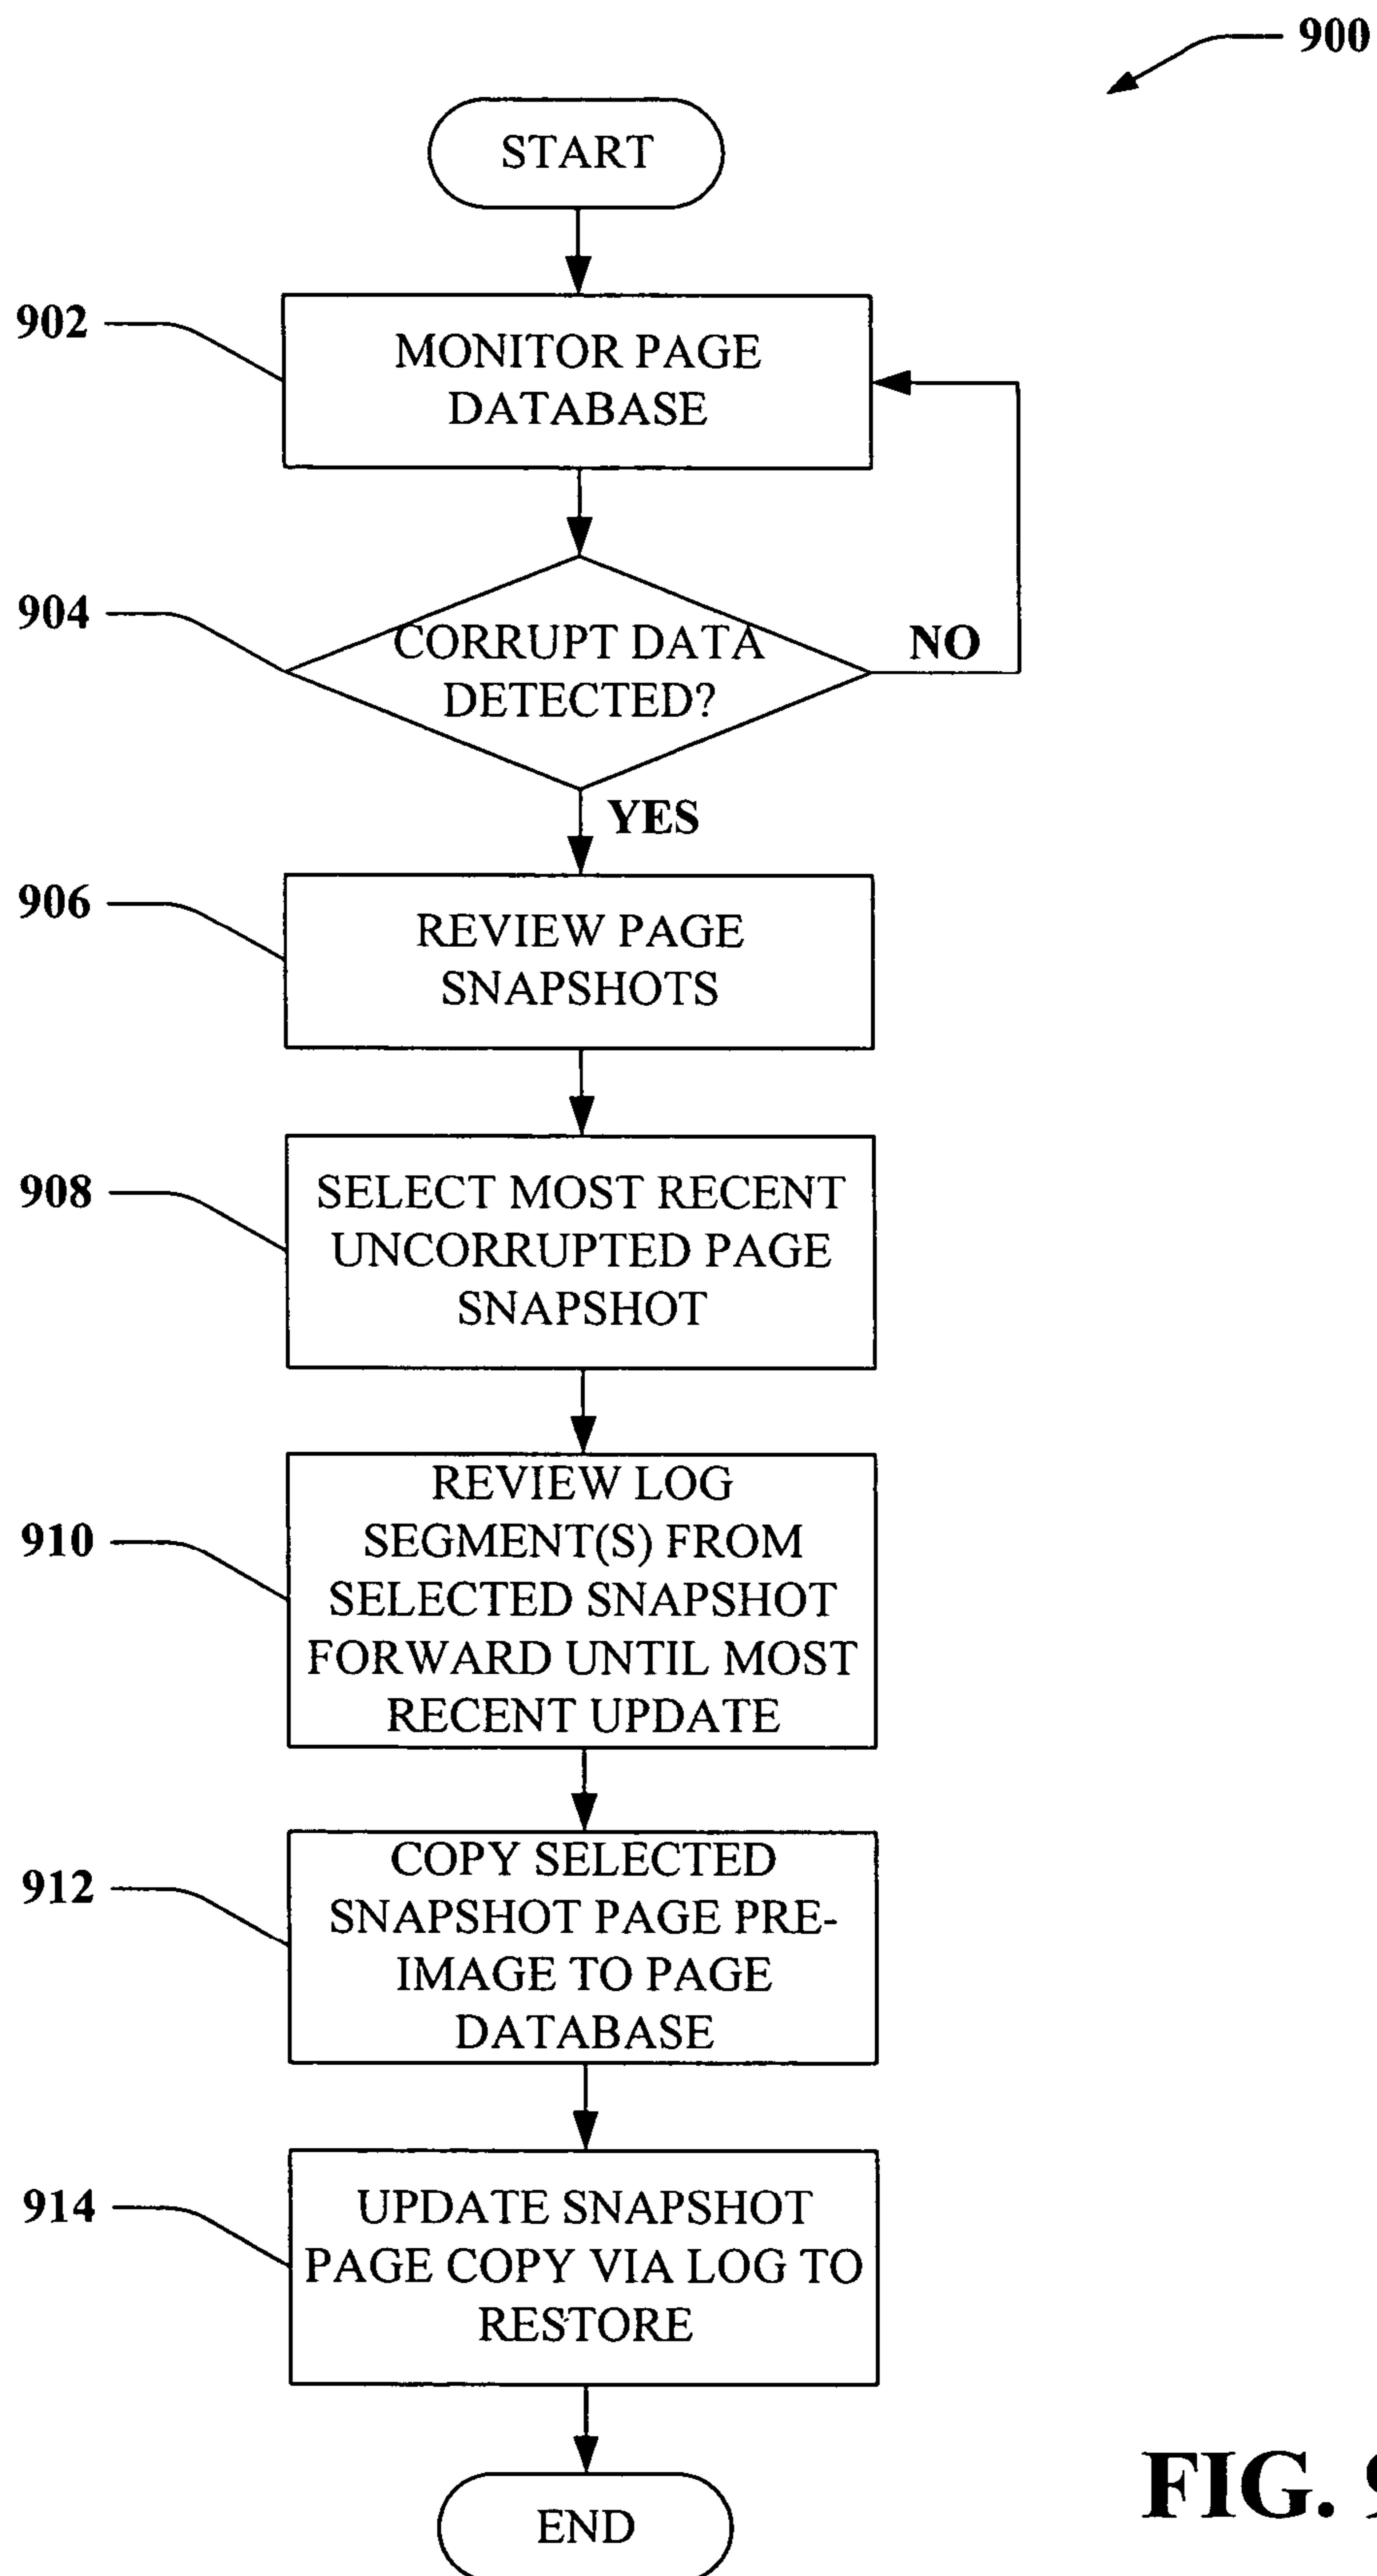 900
START
902
MONITOR PAGE
DATABASE
904
CORRUPT DATA
DETECTED?
NO
YES
906
REVIEW PAGE
SNAPSHOTS
908
SELECT MOST RECENT
UNCORRUPTED PAGE
SNAPSHOT
910
REVIEW LOG
SEGMENT(S) FROM
SELECTED SNAPSHOT
FORWARD UNTIL MOST
RECENT UPDATE
912
COPY SELECTED
SNAPSHOT PAGE PRE-
IMAGE TO PAGE
DATABASE
914
UPDATE SNAPSHOT
PAGE COPY VIA LOG TO
RESTORE
END
FIG. 9